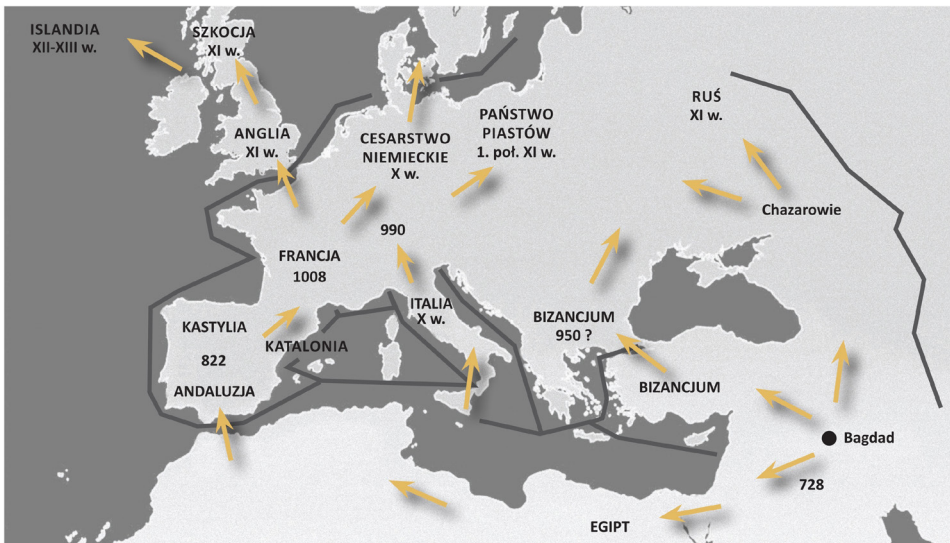 ISLANDIA
XII-XIII w.
SZKOCJA
XI w.
ANGLIA
XI w.
CESARSTWO
NIEMIECKIE
X w.
PAŃSTWO
PIASTÓW
1. poł. XI w.
RUŚ
XI w.
Chazarowie
990
FRANCJA
1008
ITALIA
X w.
KASTYLIA
822
ANDALUZJA
KATALONIA
BIZANCJUM
950 ?
BIZANCJUM
Bagdad
728
EGIPT